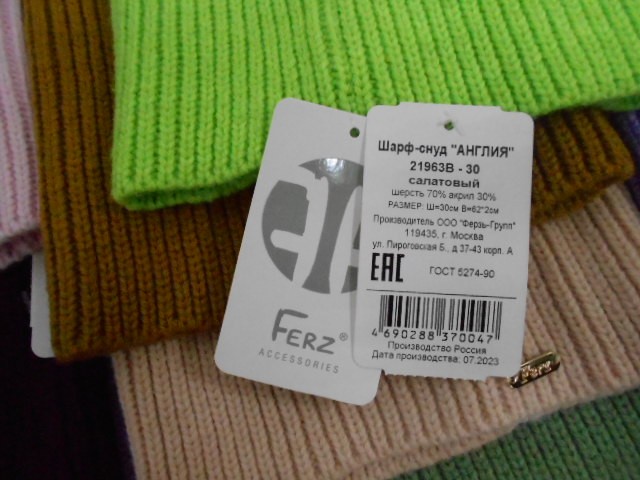 FERZ®
ACCESSORIES
Шарф-снуд "АНГЛИЯ"
21963В - 30
салатовый
шерсть 70% акрил 30%
РАЗМЕР: Ш=30см В=62*2см
Производитель ООО "Ферзь-Групп"
119435, г. Москва
ул. Пироговская Б., д 37-43 корп. А
ЕАС
ГОСТ 5274-90
4 690288 370047
Производство Россия
Дата производства: 07.2023
Ferz